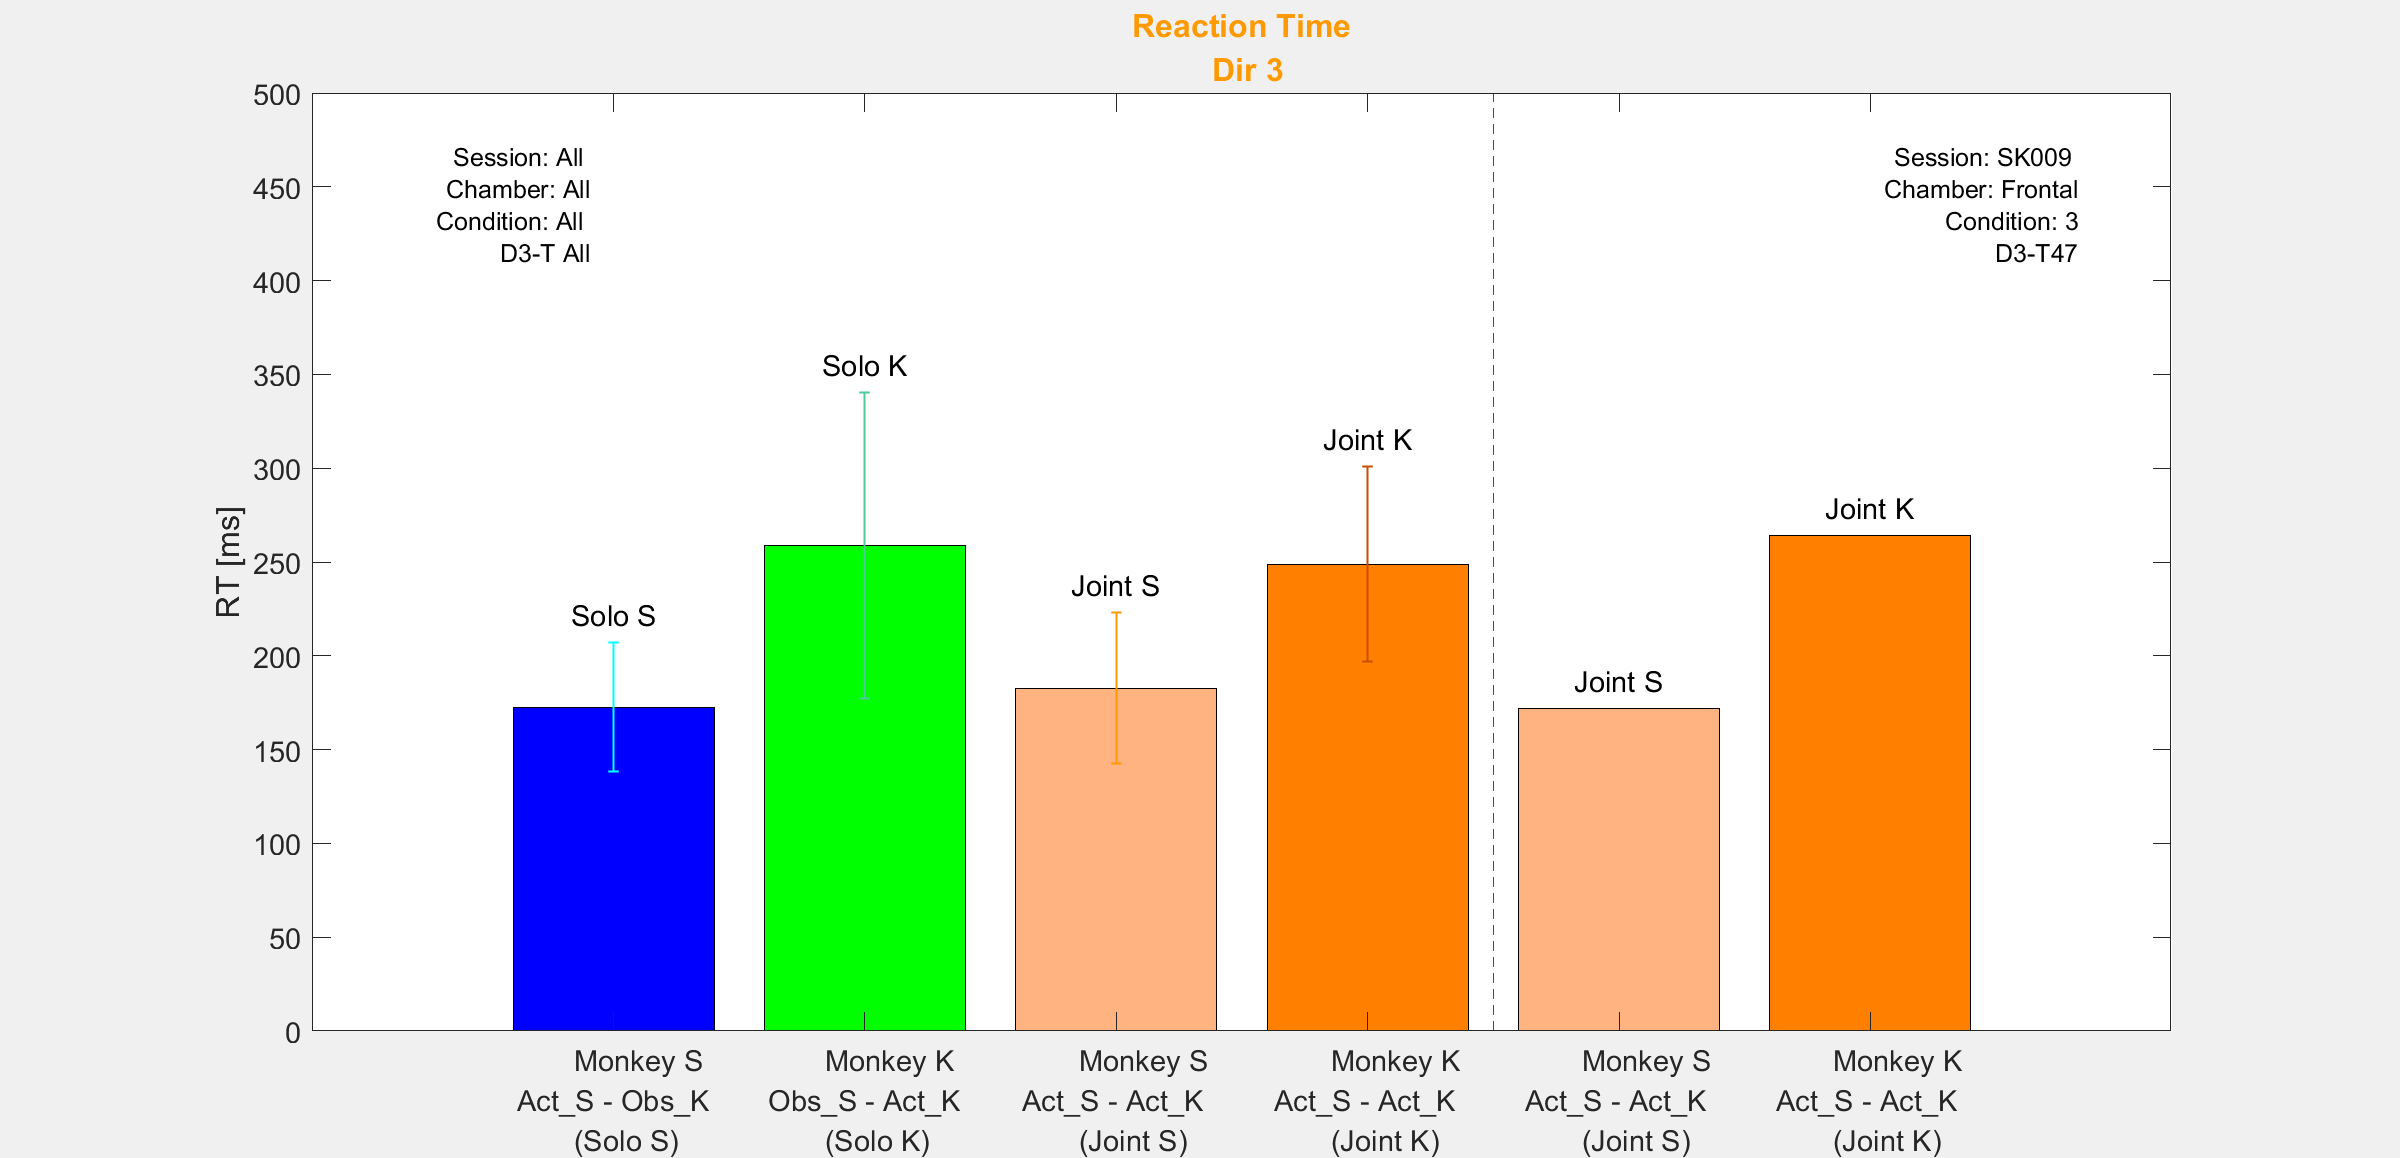 Reaction Time
Dir 3
500
450
400
350
300
250
200
150
100
50
0
RT [ms]
Session: All
Chamber: All
Condition: All
D3-T All
Session: SK009
Chamber: Frontal
Condition: 3
D3-T47
Solo S
Solo K
Joint S
Joint K
Joint S
Joint K
Monkey S
Act_S - Obs_K
(Solo S)
Monkey K
Obs_S - Act_K
(Solo K)
Monkey S
Act_S - Act_K
(Joint S)
Monkey K
Act_S - Act_K
(Joint K)
Monkey S
Act_S - Act_K
(Joint S)
Monkey K
Act_S - Act_K
(Joint K)